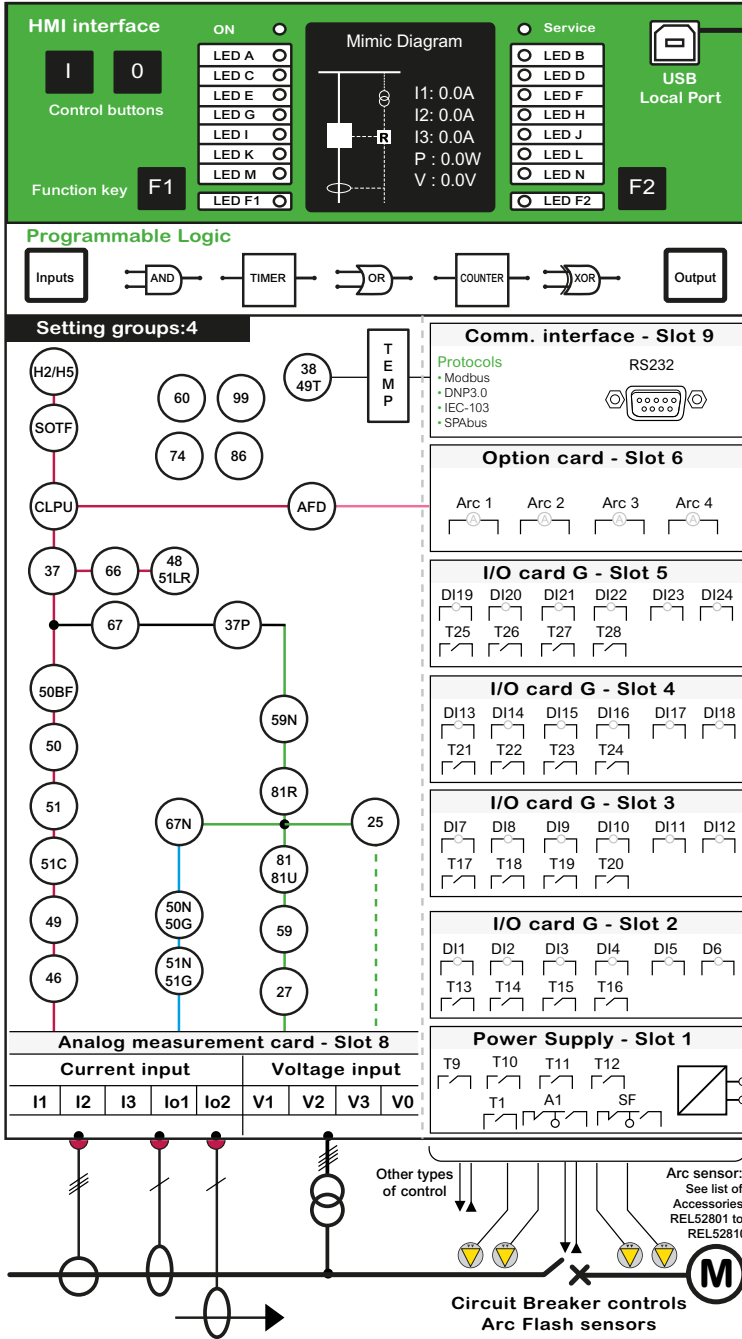 HMI interface
I
0
Control buttons
Function key
F1
ON
LED A
LED C
LED E
LED G
LED I
LED K
LED M
LED F1
Mimic Diagram
R
I1: 0.0A
I2: 0.0A
I3: 0.0A
P : 0.0W
V : 0.0V
Service
LED B
LED D
LED F
LED H
LED J
LED L
LED N
LED F2
F2
USB
Local Port
Programmable Logic
Inputs
AND
TIMER
OR
COUNTER
XOR
Output
Setting groups:4
H2/H5
SOTF
CLPU
37
66
48
51LR
60
99
74
86
38
49T
T
E
M
P
AFD
67
37P
50BF
50
51
51C
49
46
59N
81R
67N
25
81
81U
50N
50G
59
51N
51G
27
Analog measurement card - Slot 8
Current input
Voltage input
I1 I2 I3 Io1 Io2 V1 V2 V3 V0
Comm. interface - Slot 9
Protocols
• Modbus
• DNP3.0
• IEC-103
• SPAbus
RS232
Option card - Slot 6
Arc 1 Arc 2 Arc 3 Arc 4
A A A A
I/O card G - Slot 5
DI19 DI20 DI21 DI22 DI23 DI24
T25 T26 T27 T28
I/O card G - Slot 4
DI13 DI14 DI15 DI16 DI17 DI18
T21 T22 T23 T24
I/O card G - Slot 3
DI7 DI8 DI9 DI10 DI11 DI12
T17 T18 T19 T20
I/O card G - Slot 2
DI1 DI2 DI3 DI4 DI5 D6
T13 T14 T15 T16
Power Supply - Slot 1
T9 T10 T11 T12
T1 A1 SF
Other types
of control
Arc sensor:
See list of
Accessories
REL52801 to
REL52810
M
Circuit Breaker controls
Arc Flash sensors